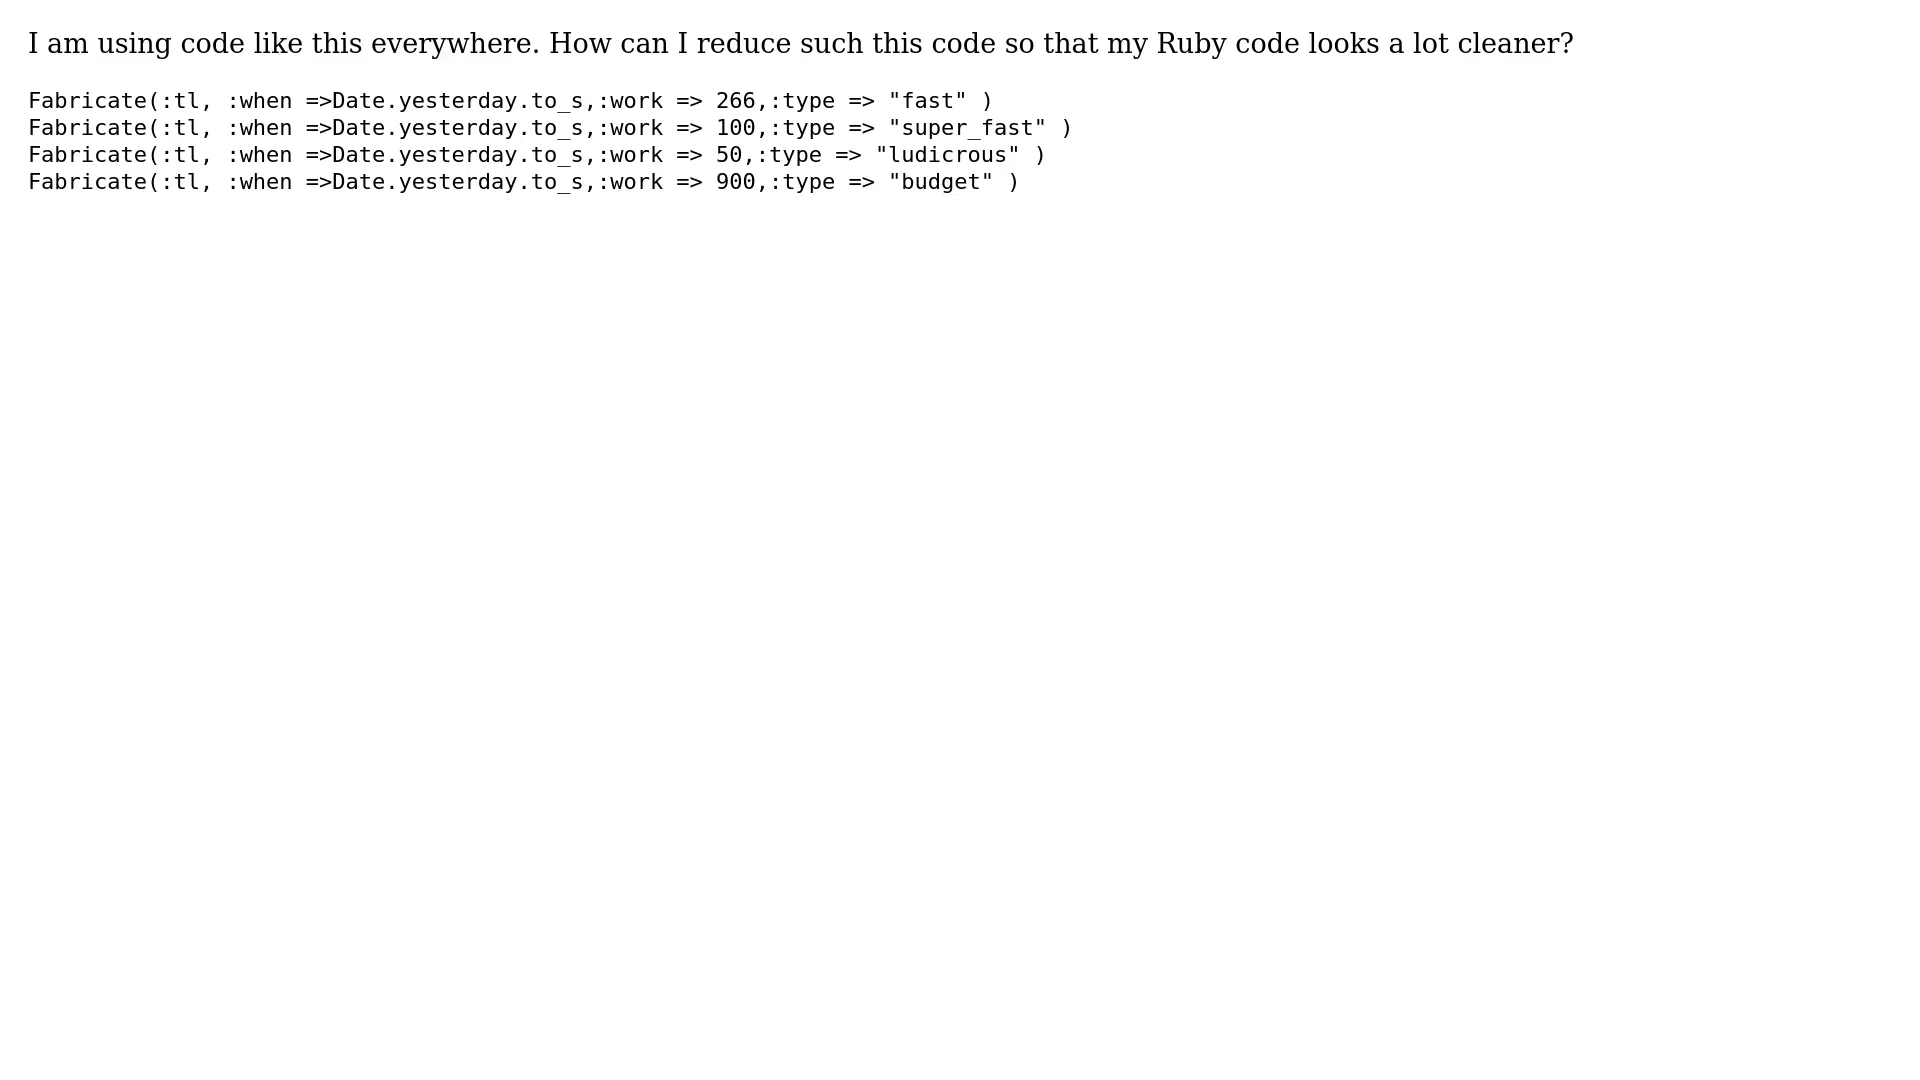 I am using code like this everywhere. How can I reduce such this code so that my Ruby code looks a lot cleaner?
Fabricate(:tl, :when =>Date.yesterday.to_s,:work => 266,:type => "fast" )
Fabricate(:tl, :when =>Date.yesterday.to_s,:work => 100,:type => "super_fast" )
Fabricate(:tl, :when =>Date.yesterday.to_s,:work => 50,:type => "ludicrous" )
Fabricate(:tl, :when =>Date.yesterday.to_s,:work => 900,:type => "budget" )